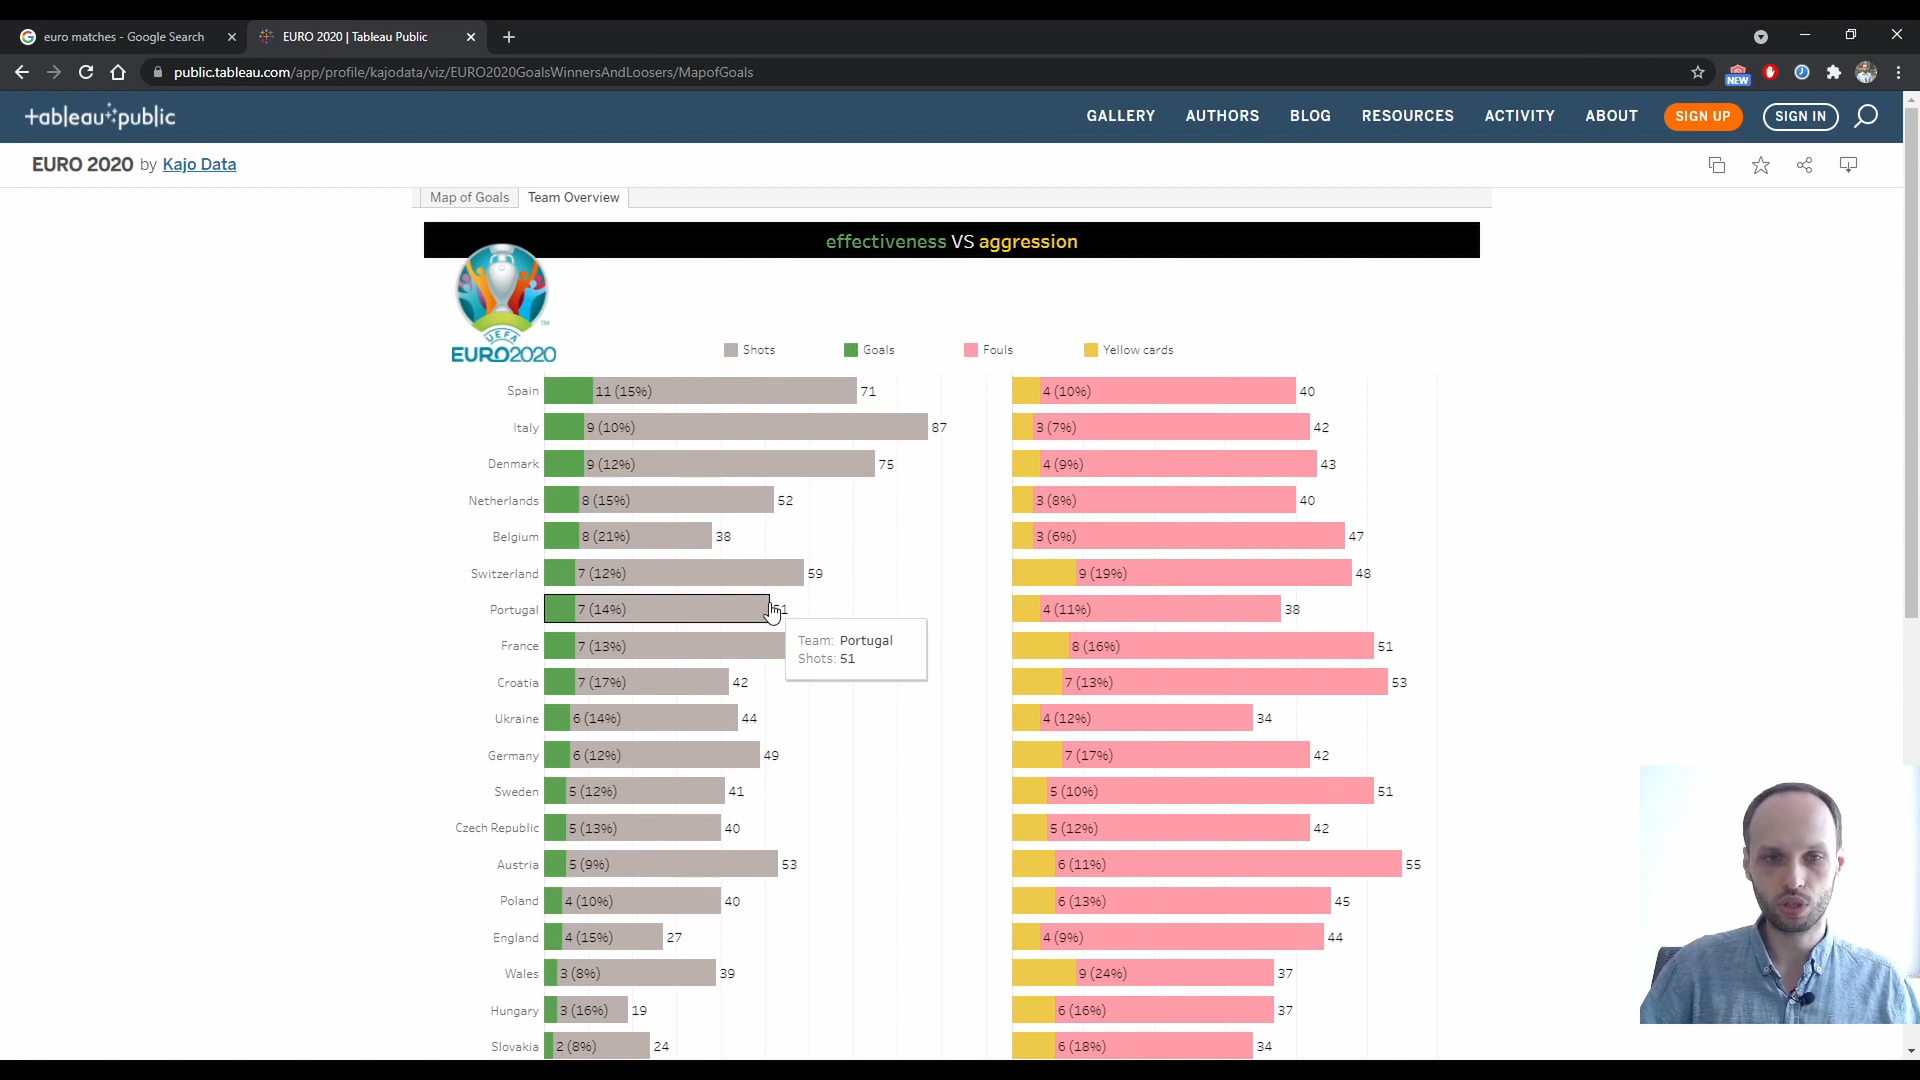 euro matches - Google Search
EURO 2020 | Tableau Public
public.tableau.com/app/profile/kajodata/viz/EURO2020GoalsWinnersAndLoosers/MapofGoals
NEW
+ableau public
GALLERY AUTHORS BLOG RESOURCES ACTIVITY ABOUT SIGN UP SIGN IN
EURO 2020 by Kajo Data
Map of Goals Team Overview
effectiveness VS aggression
UEFA
EURO2020
TM
Shots Goals Fouls Yellow cards
Spain 11 (15%) 71 4 (10%) 40
Italy 9 (10%) 87 3 (7%) 42
Denmark 9 (12%) 75 4 (9%) 43
Netherlands 8 (15%) 52 3 (8%) 40
Belgium 8 (21%) 38 3 (6%) 47
Switzerland 7 (12%) 59 9 (19%) 48
Portugal 7 (14%) 51 4 (11%) 38
Team: Portugal
Shots: 51
France 7 (13%) 8 (16%) 51
Croatia 7 (17%) 42 7 (13%) 53
Ukraine 6 (14%) 44 4 (12%) 34
Germany 6 (12%) 49 7 (17%) 42
Sweden 5 (12%) 41 5 (10%) 51
Czech Republic 5 (13%) 40 5 (12%) 42
Austria 5 (9%) 53 6 (11%) 55
Poland 4 (10%) 40 6 (13%) 45
England 4 (15%) 27 4 (9%) 44
Wales 3 (8%) 39 9 (24%) 37
Hungary 3 (16%) 19 6 (16%) 37
Slovakia 2 (8%) 24 6 (18%) 34